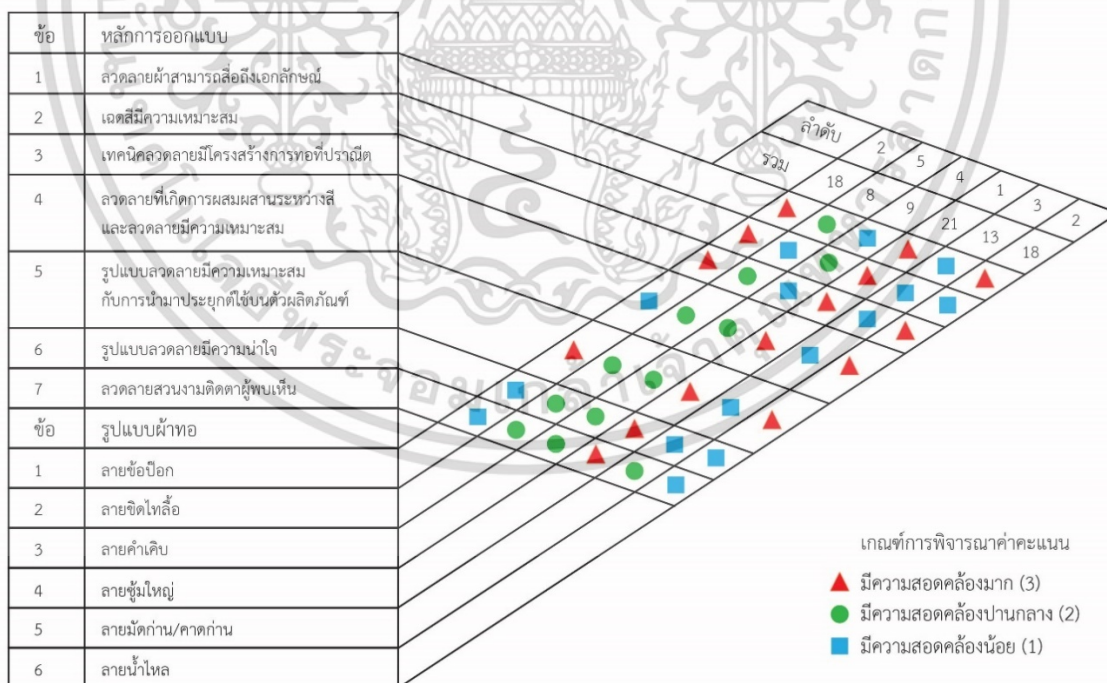 ข้อ หลักการออกแบบ
1 ลวดลายผ้าสามารถสื่อถึงเอกลักษณ์
2 เฉดสีมีความเหมาะสม
3 เทคนิคลวดลายมีโครงสร้างการทอที่ปราณีต
4 ลวดลายที่เกิดการผสมผสานระหว่างสี
และลวดลายมีความเหมาะสม
5 รูปแบบลวดลายมีความเหมาะสม
กับการนำมาประยุกต์ใช้บนตัวผลิตภัณฑ์
6 รูปแบบลวดลายมีความน่าใจ
7 ลวดลายสวนงามติดตาผู้พบเห็น
ข้อ รูปแบบผ้าทอ
1 ลายข้อป๊อก
2 ลายขิดไทลื้อ
3 ลายคำเคิบ
4 ลายซุ้มใหญ่
5 ลายมัดก่าน/คาดก่าน
6 ลายน้ำไหล
ลำดับ 2 5 4 1 3 2
รวม 18 8 9 21 13 18
เกณฑ์การพิจารณาค่าคะแนน
มีความสอดคล้องมาก (3)
มีความสอดคล้องปานกลาง (2)
มีความสอดคล้องน้อย (1)